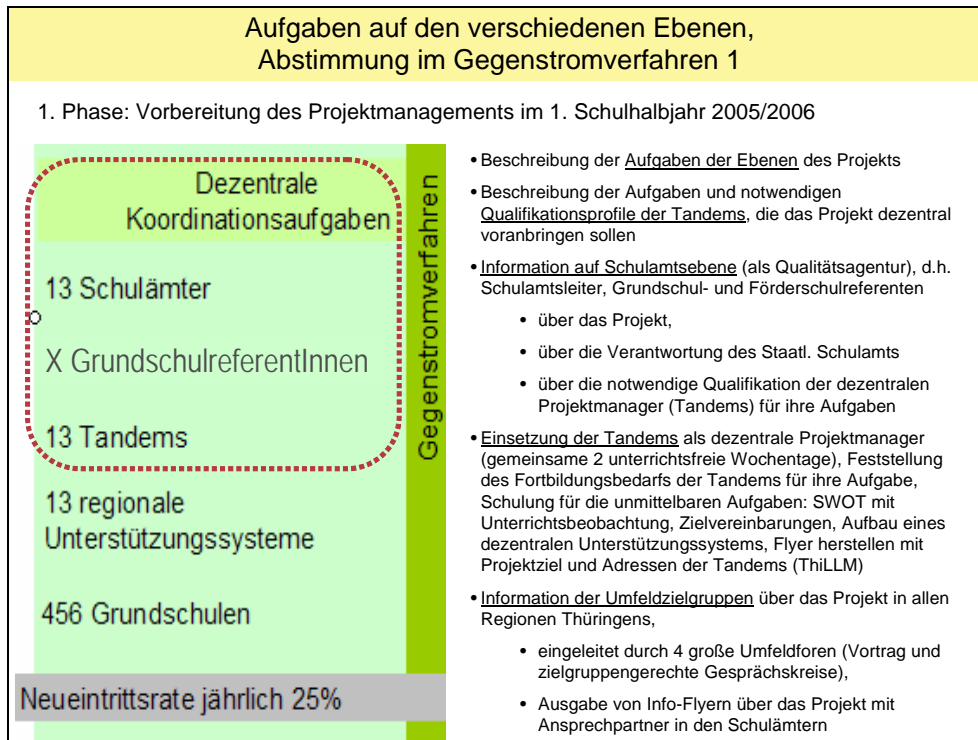 Aufgaben auf den verschiedenen Ebenen,
Abstimmung im Gegenstromverfahren 1
1. Phase: Vorbereitung des Projektmanagements im 1. Schulhalbjahr 2005/2006
Dezentrale
Koordinationsaufgaben
13 Schulämter
X GrundschulreferentInnen
13 Tandems
13 regionale
Unterstützungssysteme
456 Grundschulen
Neueintrittsrate jährlich 25%
Gegenstromverfahren
• Beschreibung der Aufgaben der Ebenen des Projekts
• Beschreibung der Aufgaben und notwendigen
Qualifikationsprofile der Tandems, die das Projekt dezentral
voranbringen sollen
• Information auf Schulamtsebene (als Qualitätsagentur), d.h.
Schulamtsleiter, Grundschul- und Förderschulreferenten
• über das Projekt,
• über die Verantwortung des Staatl. Schulamts
• über die notwendige Qualifikation der dezentralen
Projektmanager (Tandems) für ihre Aufgaben
• Einsetzung der Tandems als dezentrale Projektmanager
(gemeinsame 2 unterrichtsfreie Wochentage), Feststellung
des Fortbildungsbedarfs der Tandems für ihre Aufgabe,
Schulung für die unmittelbaren Aufgaben: SWOT mit
Unterrichtsbeobachtung, Zielvereinbarungen, Aufbau eines
dezentralen Unterstützungssystems, Flyer herstellen mit
Projektziel und Adressen der Tandems (ThiLLM)
• Information der Umfeldzielgruppen über das Projekt in allen
Regionen Thüringens,
• eingeleitet durch 4 große Umfeldforen (Vortrag und
zielgruppengerechte Gesprächskreise),
• Ausgabe von Info-Flyern über das Projekt mit
Ansprechpartner in den Schulämtern